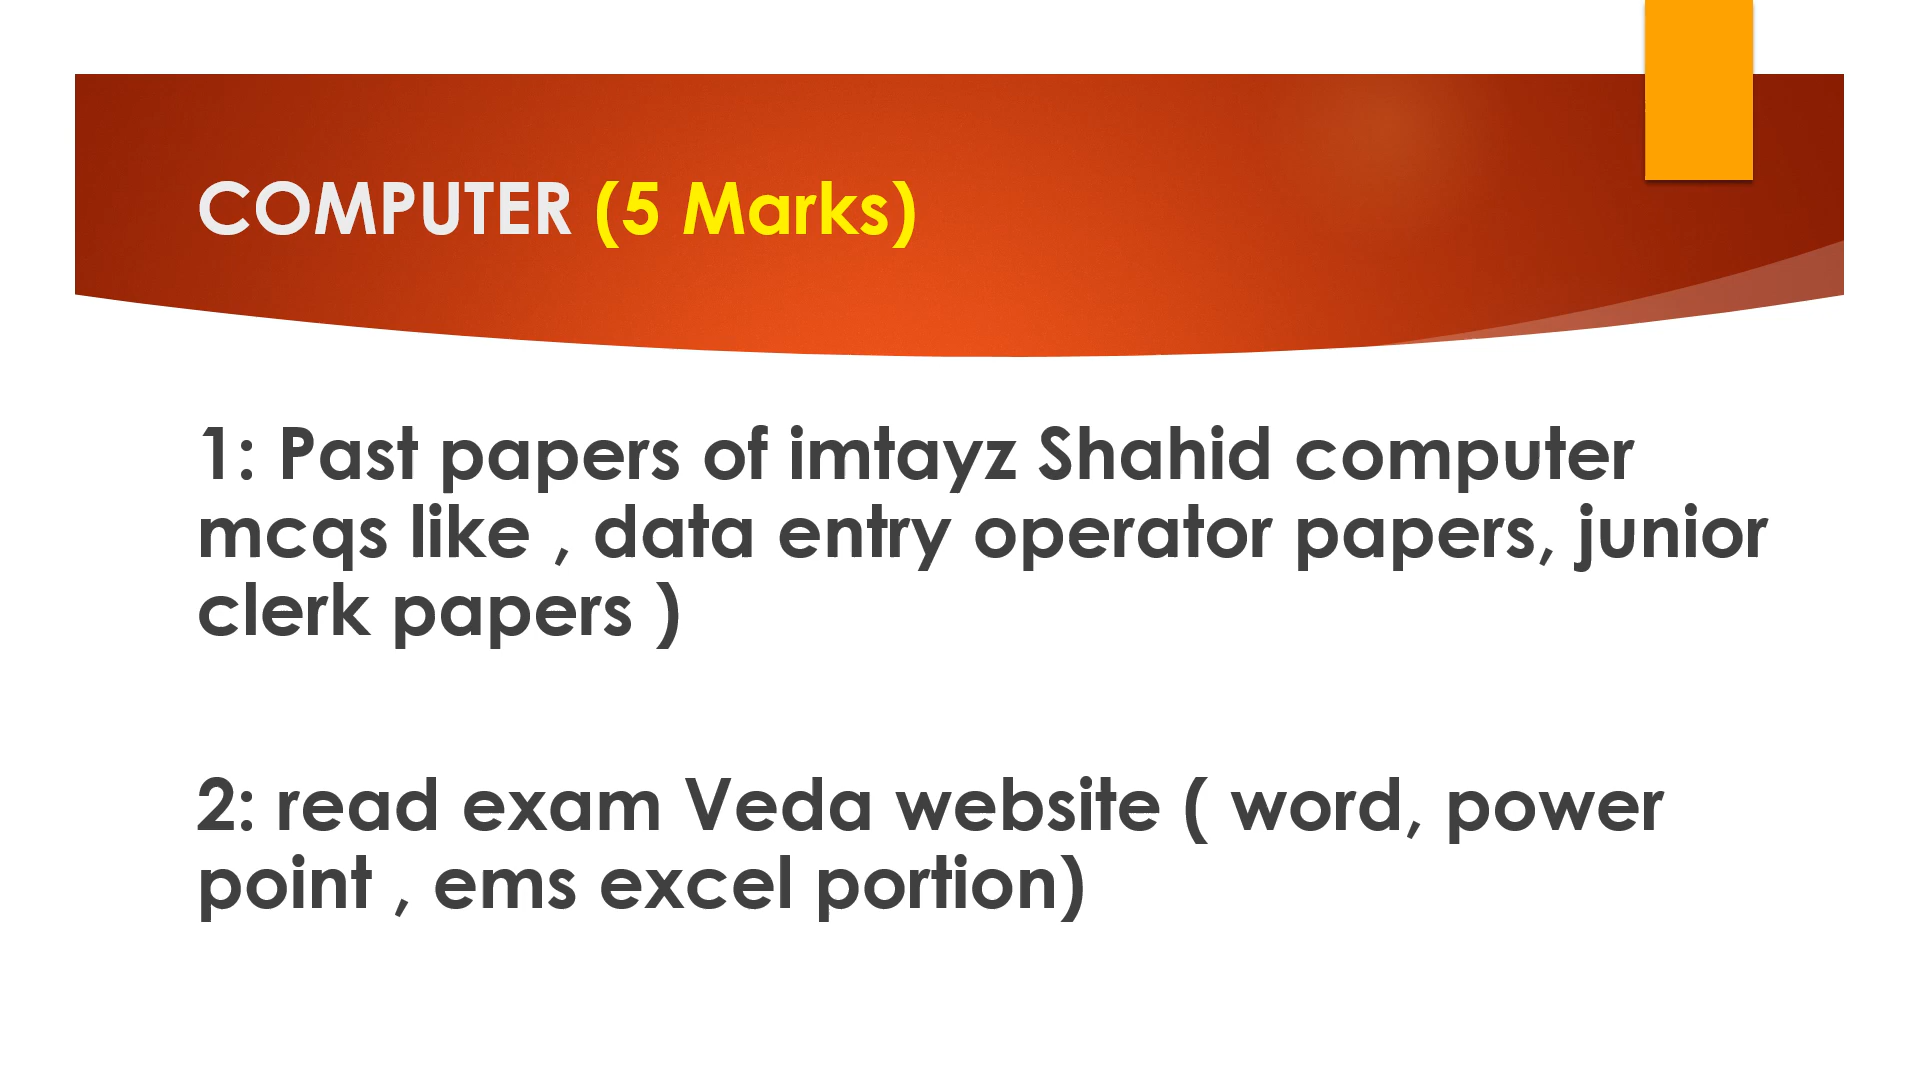 COMPUTER (5 Marks)
1: Past papers of imtayz Shahid computer
mcqs like , data entry operator papers, junior
clerk papers )
2: read exam Veda website ( word, power
point , ems excel portion)